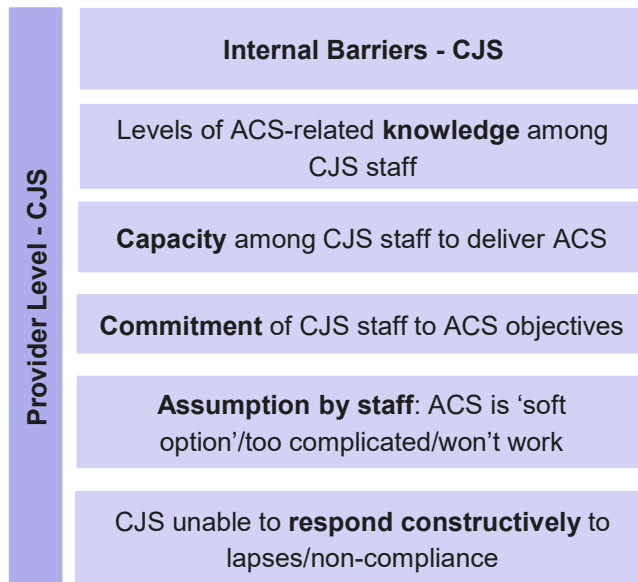 Provider Level - CJS
Internal Barriers - CJS
Levels of ACS-related knowledge among
CJS staff
Capacity among CJS staff to deliver ACS
Commitment of CJS staff to ACS objectives
Assumption by staff: ACS is ‘soft
option’/too complicated/won’t work
CJS unable to respond constructively to
lapses/non-compliance